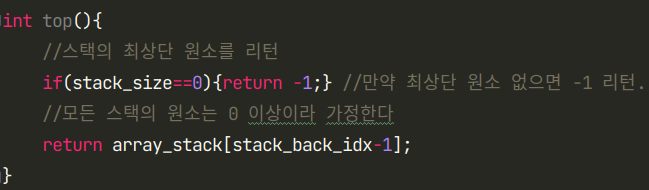 int top(){
//스택의 최상단 원소를 리턴
if(stack_size==0){return -1;} //만약 최상단 원소 없으면 -1 리턴.
//모든 스택의 원소는 0 이상이라 가정한다
return array_stack[stack_back_idx-1];
}